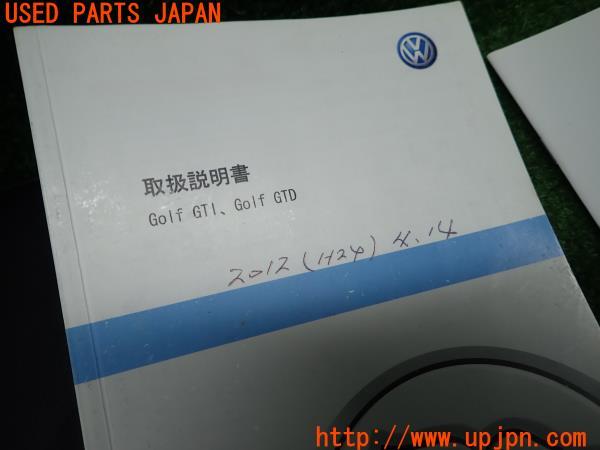 USED PARTS JAPAN
取扱説明書
Golf GTI、Golf GTD
2012 (H24) 4.14
www.upjpn.com